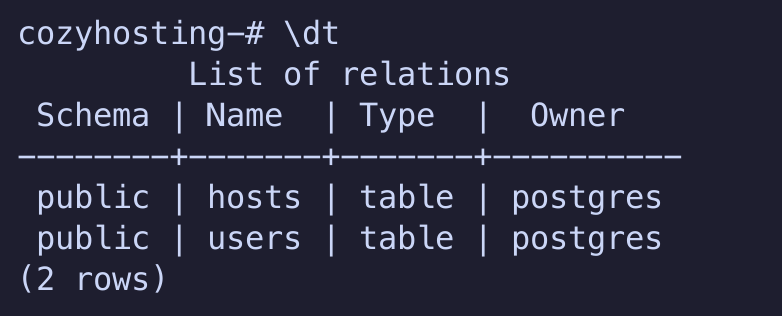 cozyhosting-# \dt
List of relations
Schema | Name | Type | Owner
--------+-------+-------+----------
public | hosts | table | postgres
public | users | table | postgres
(2 rows)